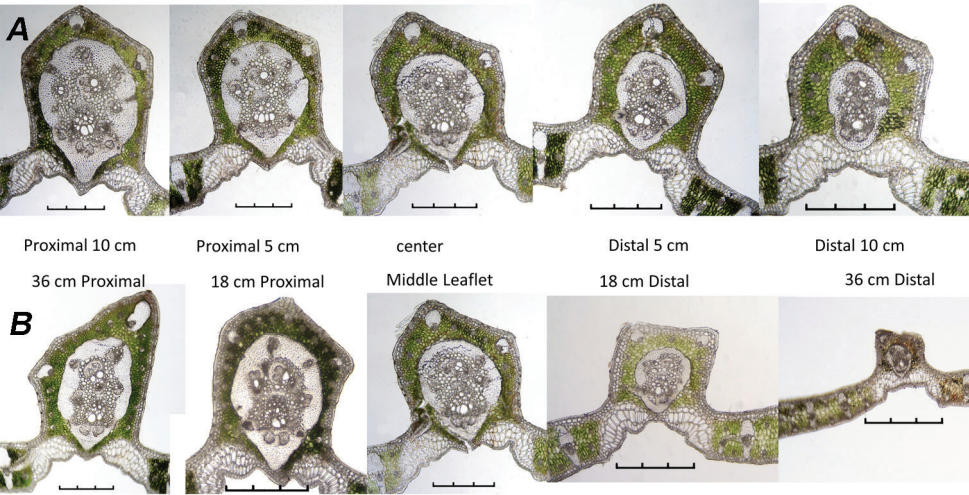 A
Proximal 10 cm Proximal 5 cm center Distal 5 cm Distal 10 cm
36 cm Proximal 18 cm Proximal Middle Leaflet 18 cm Distal 36 cm Distal
B